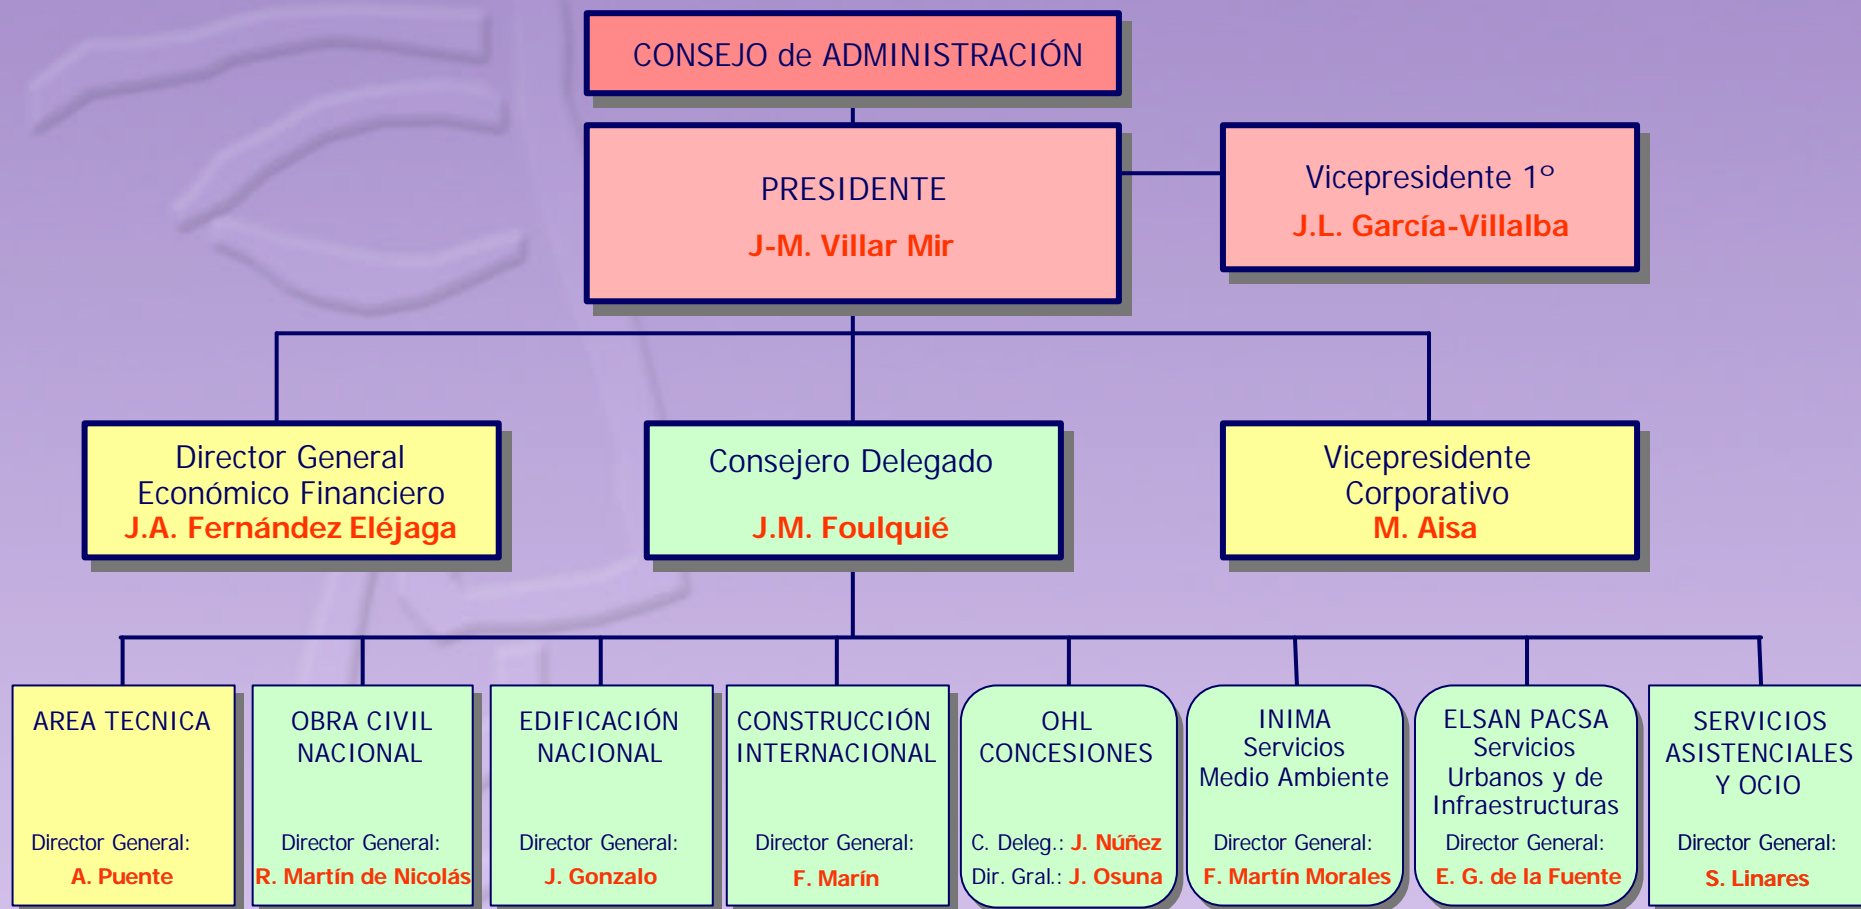 CONSEJO de ADMINISTRACIÓN
PRESIDENTE
J-M. Villar Mir
Vicepresidente 1º
J.L. García-Villalba
Director General
Económico Financiero
J.A. Fernández Eléjaga
Consejero Delegado
J.M. Foulquié
Vicepresidente
Corporativo
M. Aisa
AREA TECNICA
Director General:
A. Puente
OBRA CIVIL
NACIONAL
Director General:
R. Martín de Nicolás
EDIFICACIÓN
NACIONAL
Director General:
J. Gonzalo
CONSTRUCCIÓN
INTERNACIONAL
Director General:
F. Marín
OHL
CONCESIONES
C. Deleg.: J. Núñez
Dir. Gral.: J. Osuna
INIMA
Servicios
Medio Ambiente
Director General:
F. Martín Morales
ELSAN PACSA
Servicios
Urbanos y de
Infraestructuras
Director General:
E. G. de la Fuente
SERVICIOS
ASISTENCIALES
Y OCIO
Director General:
S. Linares